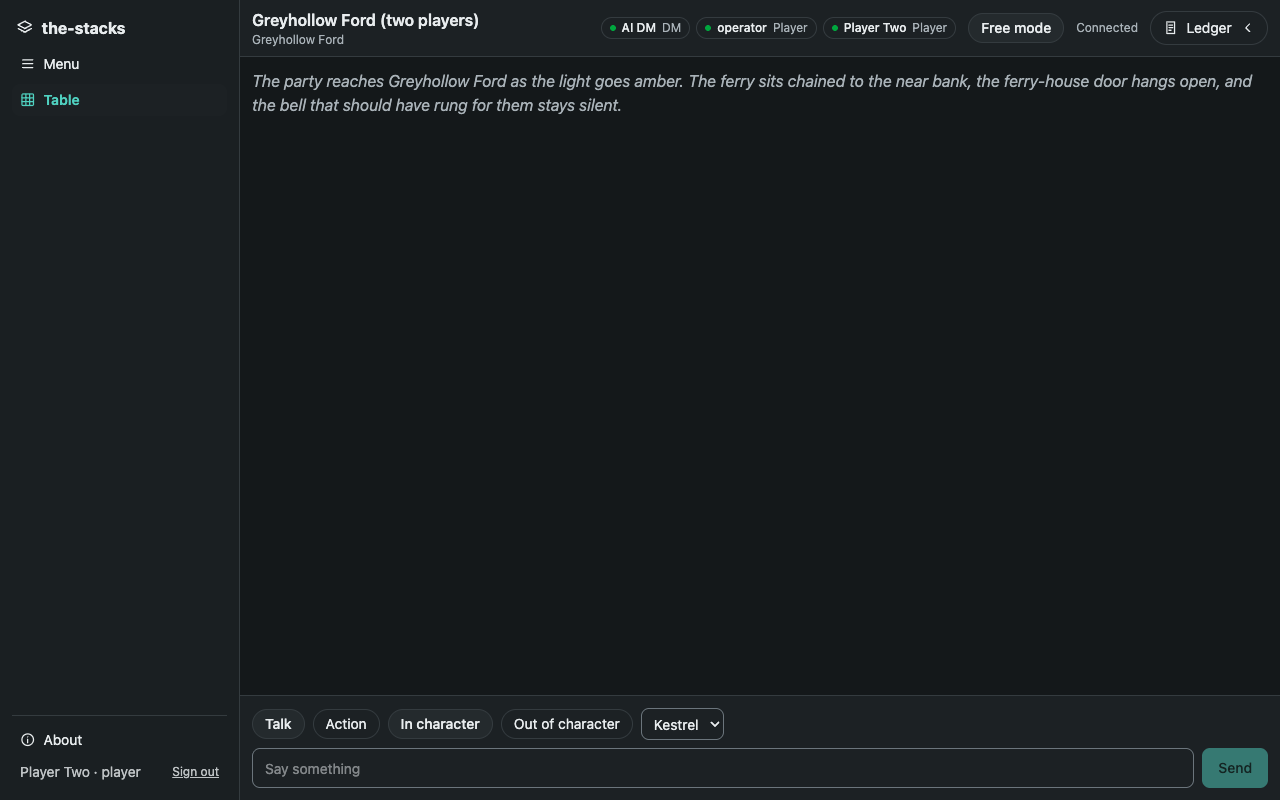 the-stacks
Menu
Table
Greyhollow Ford (two players)
Greyhollow Ford
AI DM DM
operator Player
Player Two Player
Free mode
Connected
Ledger
The party reaches Greyhollow Ford as the light goes amber. The ferry sits chained to the near bank, the ferry-house door hangs open, and
the bell that should have rung for them stays silent.
Talk
Action
In character
Out of character
Kestrel
Say something
Send
About
Player Two · player
Sign out